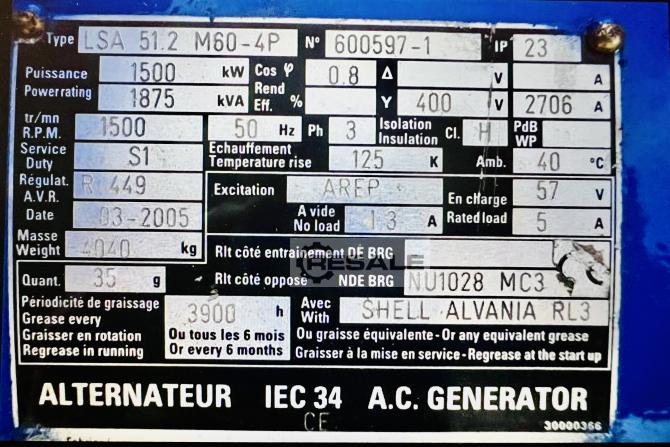 Type LSA 51.2 M60-4P N° 600597-1 IP 23
Puissance 1500 kW Cos φ 0.8 Δ V A
Powerrating 1875 kVA Rend Eff. % Y 400 V 2706 A
tr/mn R.P.M. 1500 50 Hz Ph 3 Isolation Insulation Cl. H PdB WP
Service Duty S1 Echauffement Temperature rise 125 K Amb. 40 °C
Régulat. A.V.R. R 449 Excitation AREP En charge 57 V
Date 03-2005 A vide No load 1.3 A Rated load 5 A
Masse Weight 4040 kg Rlt côté entrainement DE BRG
RESALE
Quant. 35 g Rlt côté opposé NDE BRG NU1028 MC3
Périodicité de graissage
Grease every 3900 h Avec With SHELL ALVANIA RL3
Graisser en rotation Ou tous les 6 mois Ou graisse équivalente - Or any equivalent grease
Regrease in running Or every 6 months Graisser à la mise en service - Regrease at the start up
ALTERNATEUR IEC 34 A.C. GENERATOR
CE 30000366